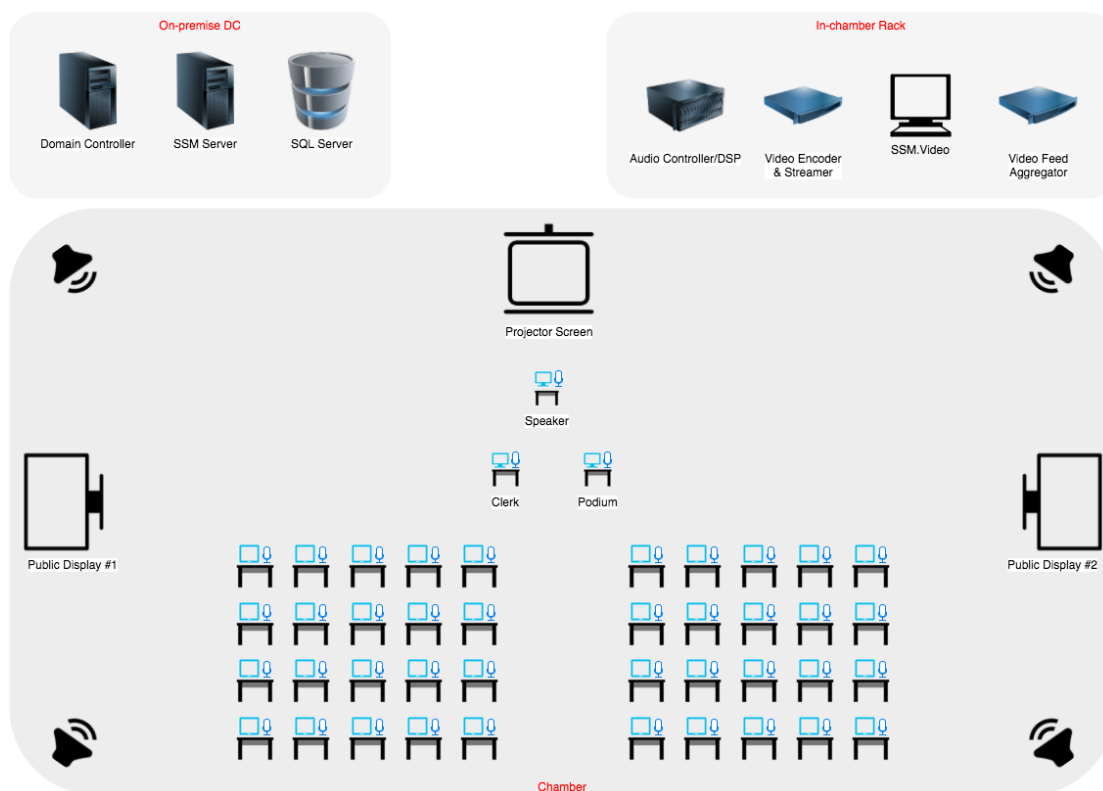 On-premise DC
In-chamber Rack
Domain Controller
SSM Server
SQL Server
Audio Controller/DSP
Video Encoder
& Streamer
SSM.Video
Video Feed
Aggregator
Projector Screen
Speaker
Clerk
Podium
Public Display #1
Public Display #2
Chamber